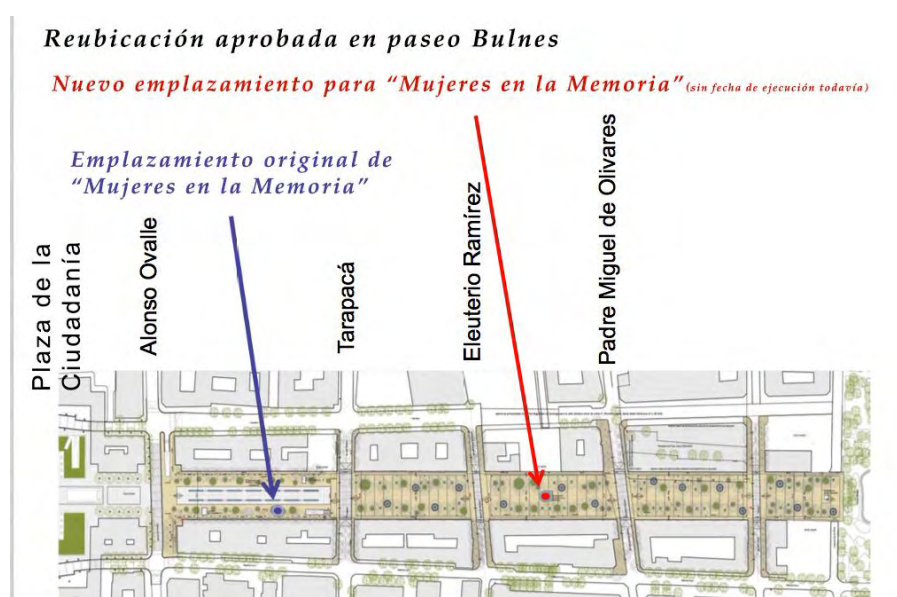 Reubicación aprobada en paseo Bulnes
Nuevo emplazamiento para “Mujeres en la Memoria” (sin fecha de ejecución todavía)
Emplazamiento original de
“Mujeres en la Memoria”
Plaza de la
Ciudadanía
Alonso Ovalle
Tarapacá
Eleuterio Ramírez
Padre Miguel de Olivares